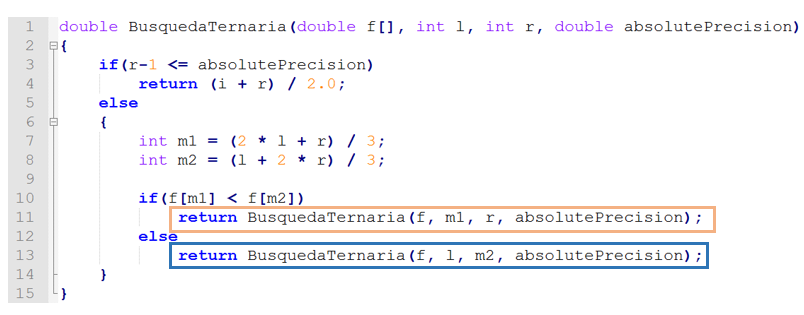 1 double BusquedaTernaria(double f[], int l, int r, double absolutePrecision)
2 {
3 if(r-1 <= absolutePrecision)
4 return (i + r) / 2.0;
5 else
6 {
7 int m1 = (2 * l + r) / 3;
8 int m2 = (l + 2 * r) / 3;
9
10 if(f[m1] < f[m2])
11 return BusquedaTernaria(f, m1, r, absolutePrecision);
12 else
13 return BusquedaTernaria(f, l, m2, absolutePrecision);
14 }
15 }